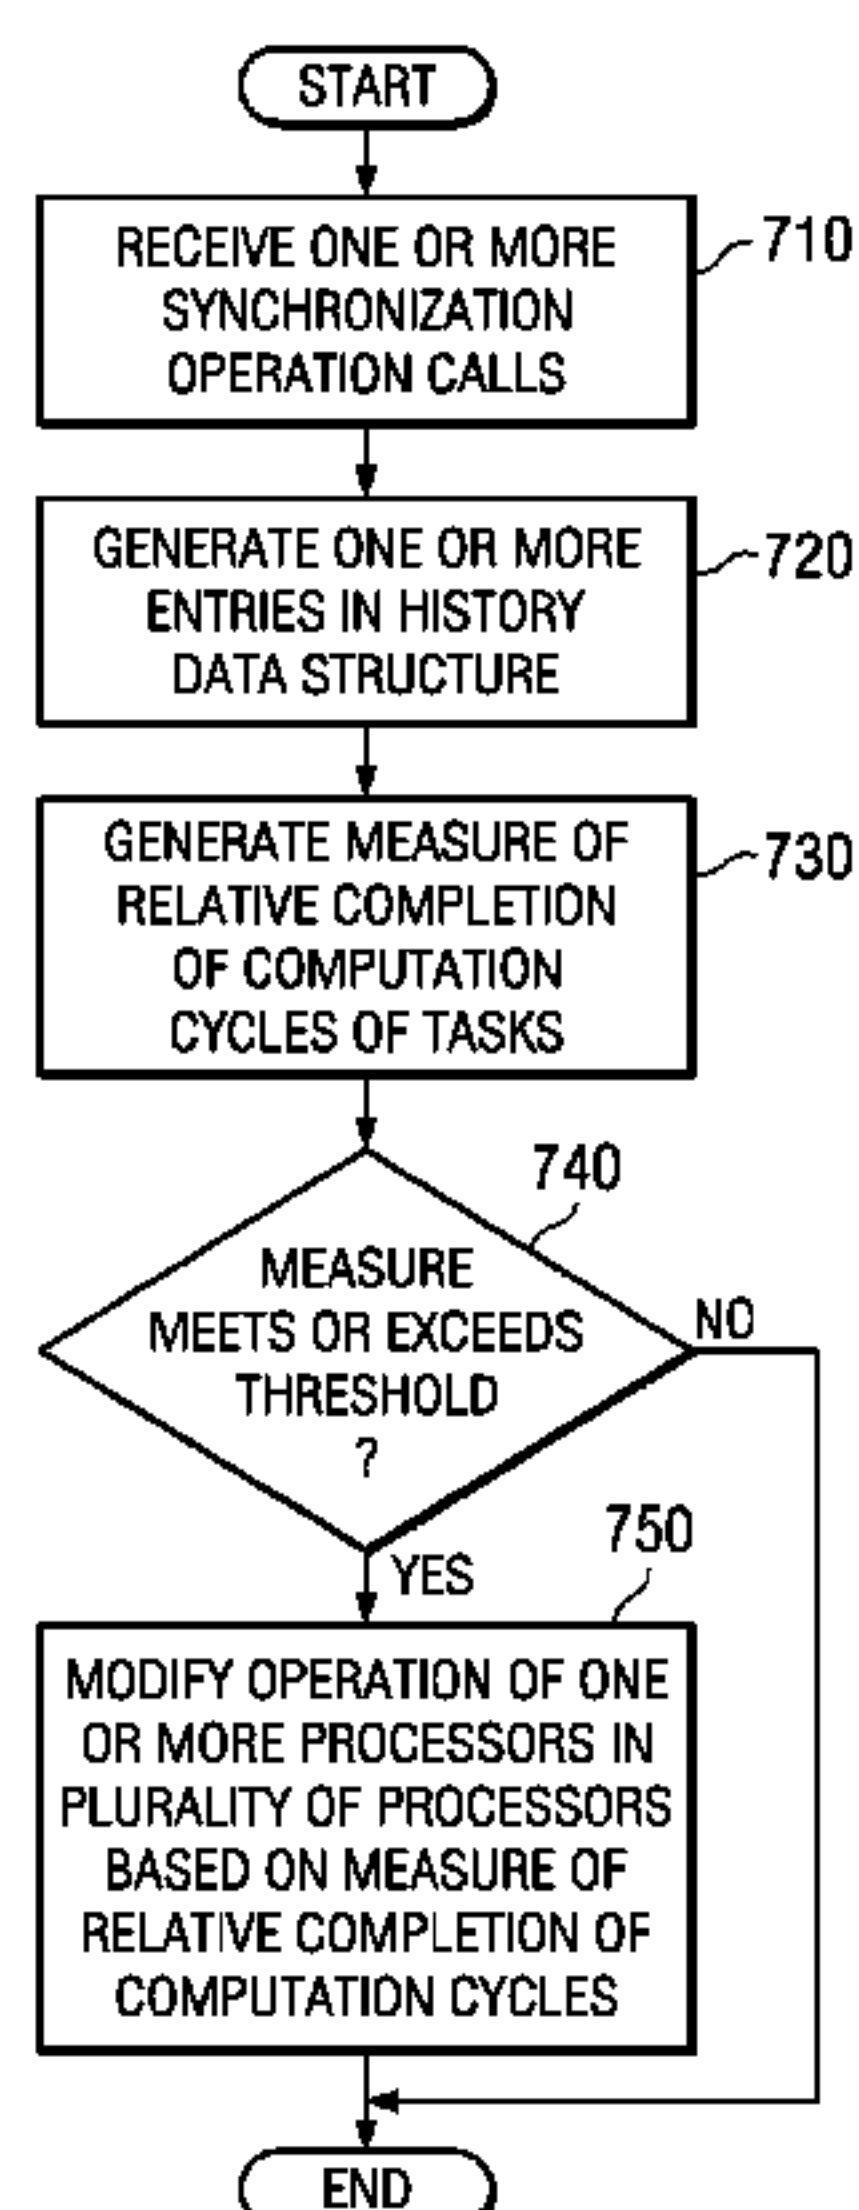 START
RECEIVE ONE OR MORE
SYNCHRONIZATION
OPERATION CALLS
710
GENERATE ONE OR MORE
ENTRIES IN HISTORY
DATA STRUCTURE
720
GENERATE MEASURE OF
RELATIVE COMPLETION
OF COMPUTATION
CYCLES OF TASKS
730
740
MEASURE
MEETS OR EXCEEDS
THRESHOLD
?
NO
YES
750
MODIFY OPERATION OF ONE
OR MORE PROCESSORS IN
PLURALITY OF PROCESSORS
BASED ON MEASURE OF
RELATIVE COMPLETION OF
COMPUTATION CYCLES
END